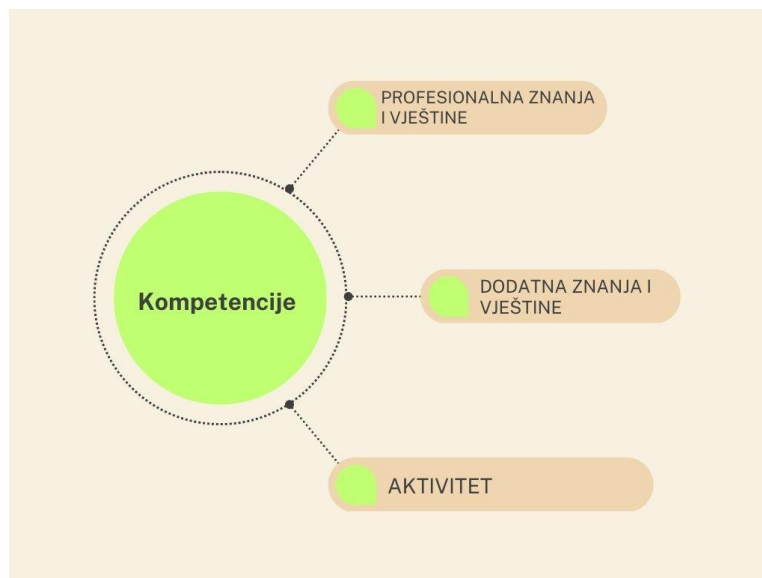 PROFESIONALNA ZNANJA
I VJEŠTINE
Kompetencije
DODATNA ZNANJA I
VJEŠTINE
AKTIVITET